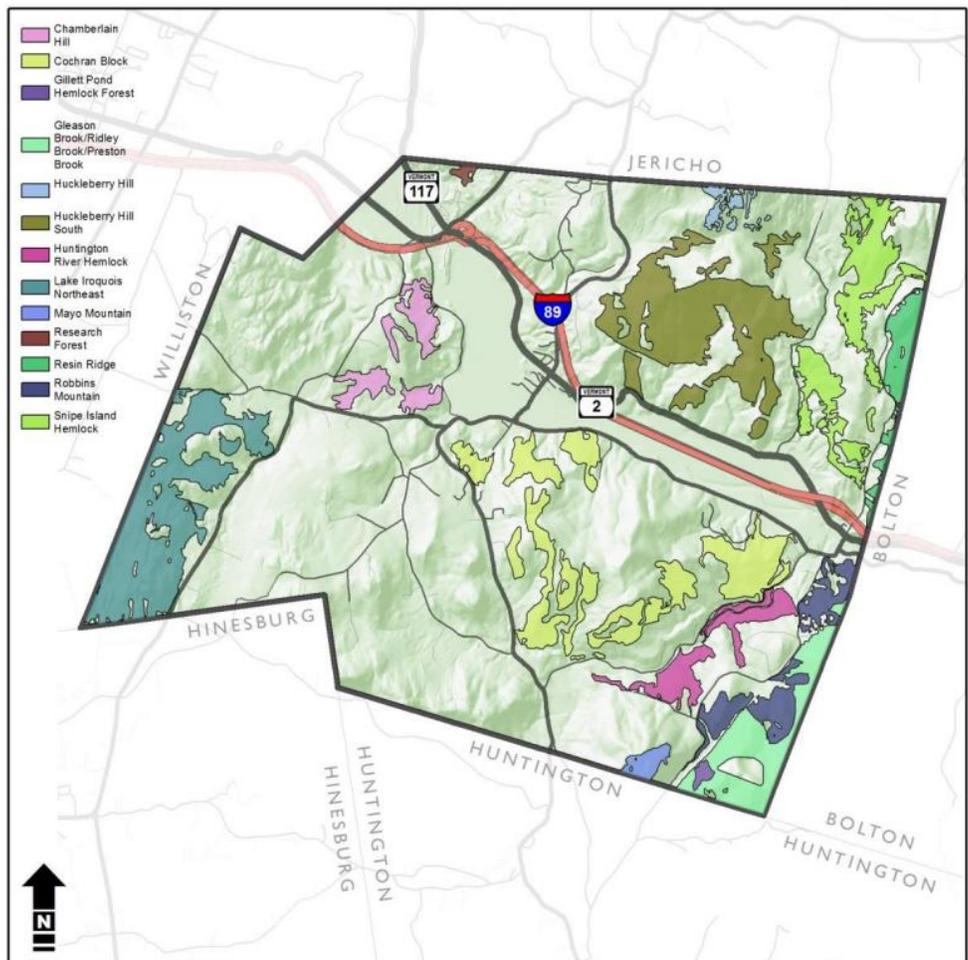 Chamberlain
Hill
Cochran Block
Gillett Pond
Hemlock Forest
Gleason
Brook/Ridley
Brook/Preston
Brook
Huckleberry Hill
Huckleberry Hill
South
Huntington
River Hemlock
Lake Iroquois
Northeast
Mayo Mountain
Research
Forest
Resin Ridge
Robbins
Mountain
Snipe Island
Hemlock
JERICHO
VERMONT
117
WILLISTON
89
VERMONT
2
BOLTON
HINESBURG
HUNTINGTON
HUNTINGTON
HINESBURG
BOLTON
HUNTINGTON
N